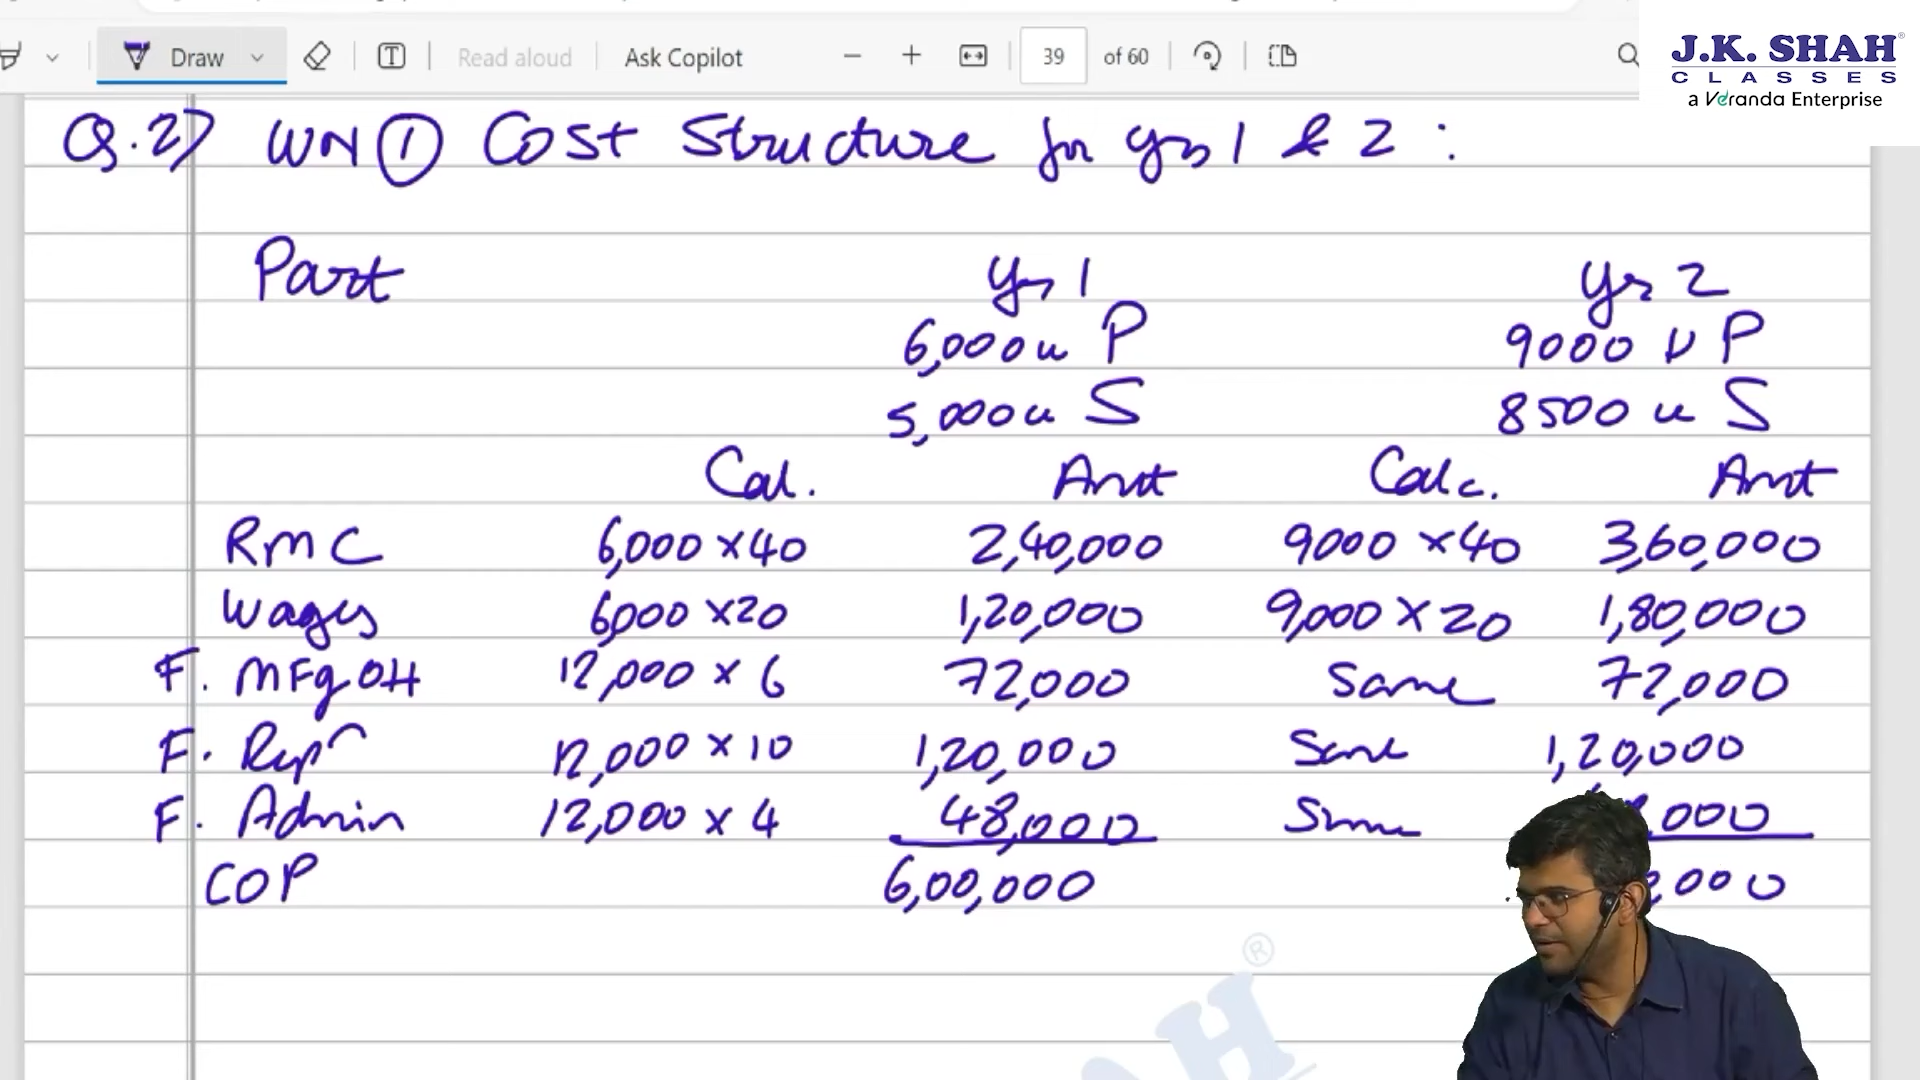 Draw
Read aloud
Ask Copilot
39 of 60
J.K. SHAH®
CLASSES
a Veranda Enterprise
Q.2) WN ① Cost Structure for yrs 1 & 2 :
Part Yr 1 Yr 2
6,000 u P 9000 u P
5,000 u S 8500 u S
Cal. Amt Calc. Amt
RMC 6,000 × 40 2,40,000 9000 × 40 3,60,000
Wages 6,000 × 20 1,20,000 9,000 × 20 1,80,000
F. MFg OH 12,000 × 6 72,000 Same 72,000
F. Depn 12,000 × 10 1,20,000 Same 1,20,000
F. Admin 12,000 × 4 48,000 Same ,000
COP 6,00,000 ,000
AH®